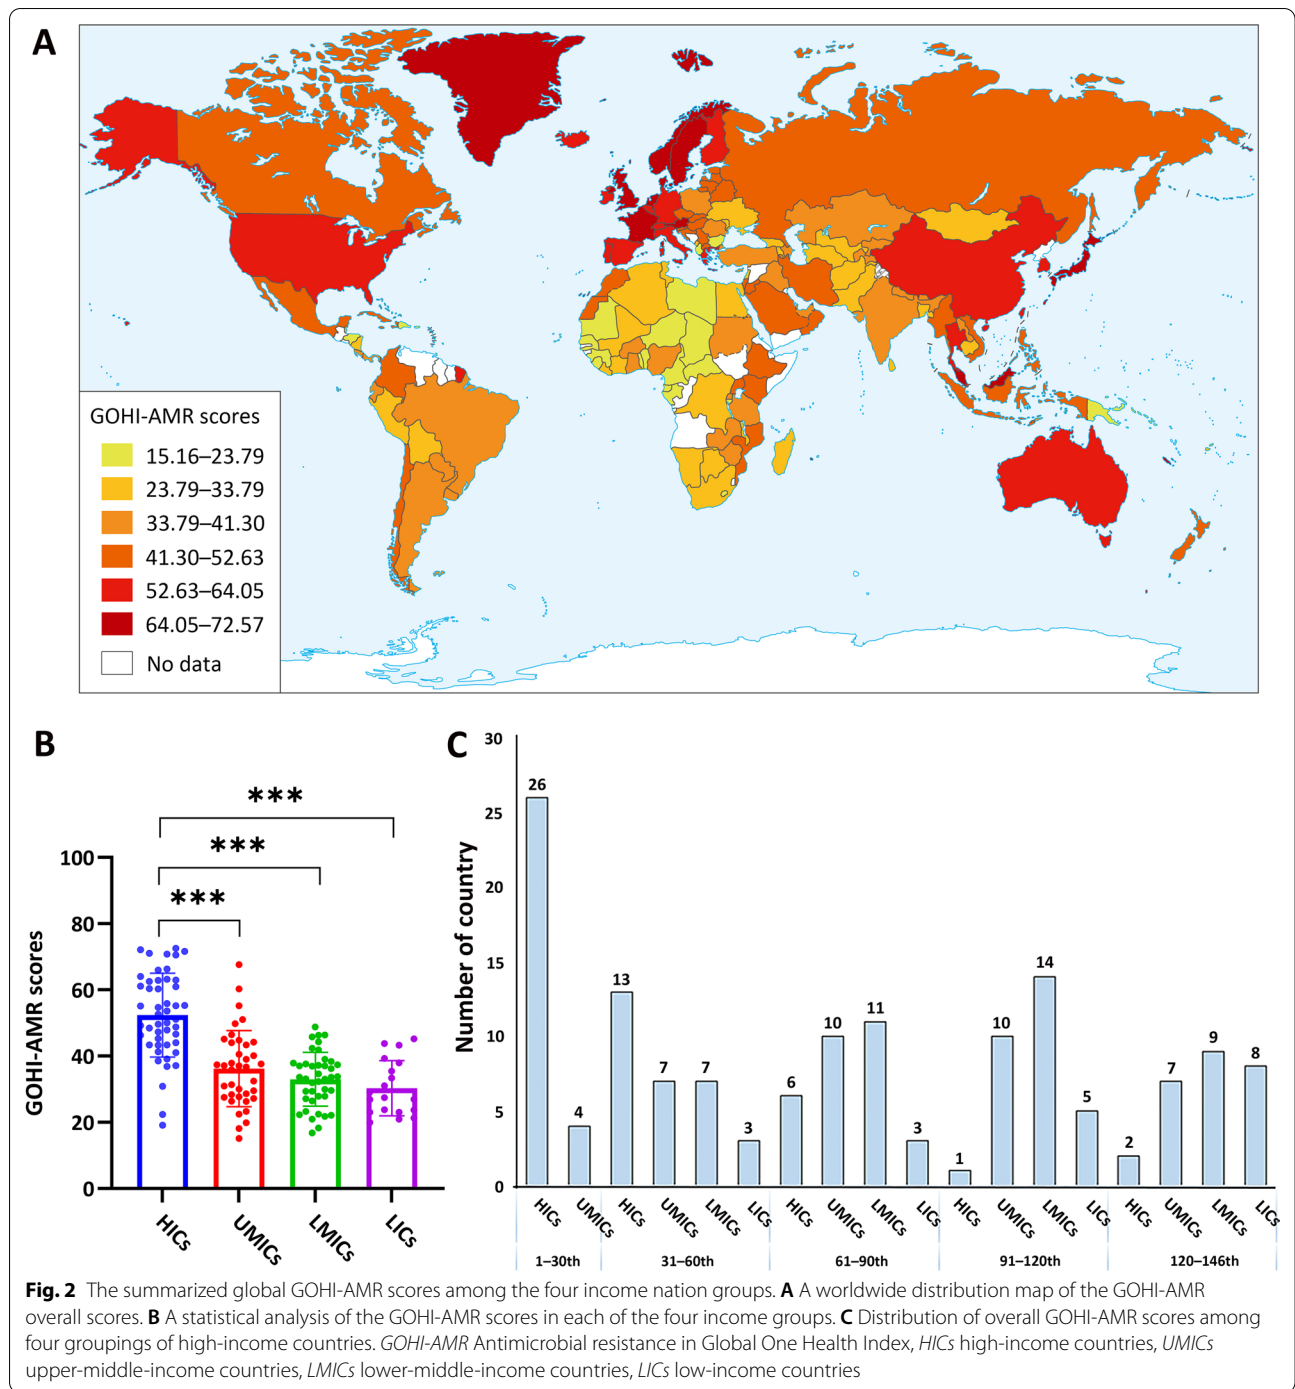 A
GOHI-AMR scores
15.16–23.79
23.79–33.79
33.79–41.30
41.30–52.63
52.63–64.05
64.05–72.57
No data
B
***
***
***
100
80
60
40
20
0
GOHI-AMR scores
HICs
UMICs
LMICs
LICs
C
30
25
20
15
10
5
0
Number of country
26
4
13
7
7
3
6
10
11
3
1
10
14
5
2
7
9
8
HICs
UMICs
HICs
UMICs
LMICs
LICs
HICs
UMICs
LMICs
LICs
HICs
UMICs
LMICs
LICs
HICs
UMICs
LMICs
LICs
1–30th
31–60th
61–90th
91–120th
120–146th
Fig. 2 The summarized global GOHI-AMR scores among the four income nation groups. A A worldwide distribution map of the GOHI-AMR
overall scores. B A statistical analysis of the GOHI-AMR scores in each of the four income groups. C Distribution of overall GOHI-AMR scores among
four groupings of high-income countries. GOHI-AMR Antimicrobial resistance in Global One Health Index, HICs high-income countries, UMICs
upper-middle-income countries, LMICs lower-middle-income countries, LICs low-income countries